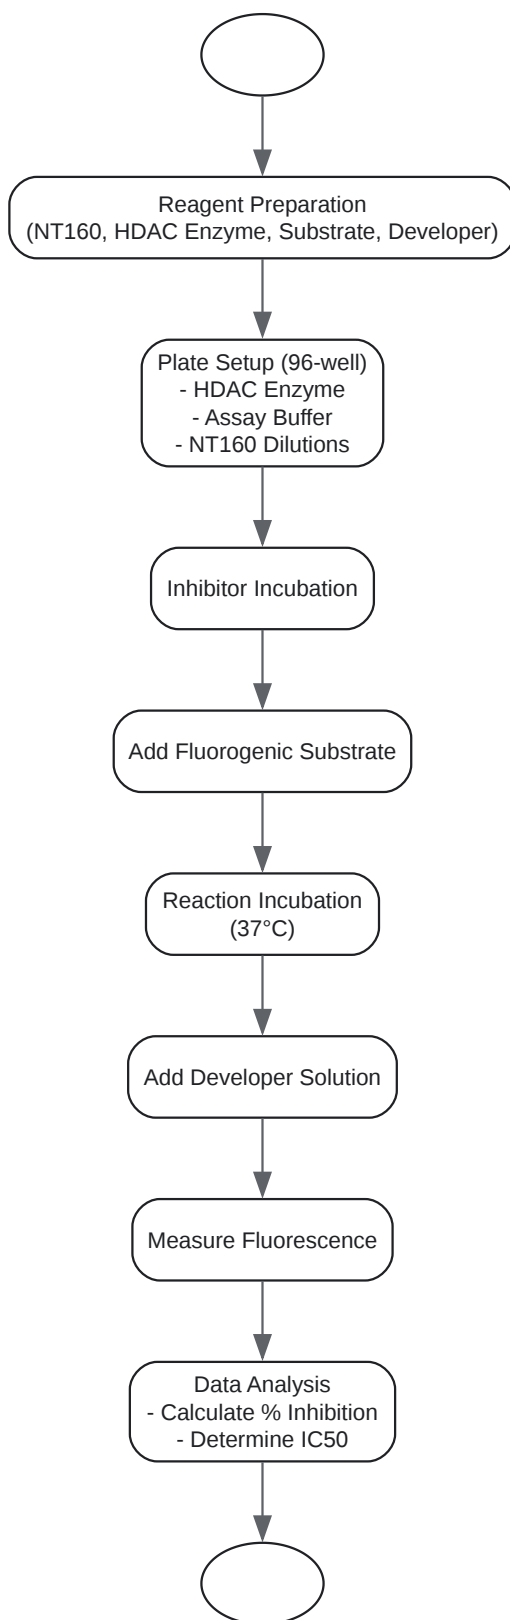 Reagent Preparation
(NT160, HDAC Enzyme, Substrate, Developer)
Plate Setup (96-well)
- HDAC Enzyme
- Assay Buffer
- NT160 Dilutions
Inhibitor Incubation
Add Fluorogenic Substrate
Reaction Incubation
(37°C)
Add Developer Solution
Measure Fluorescence
Data Analysis
- Calculate % Inhibition
- Determine IC50